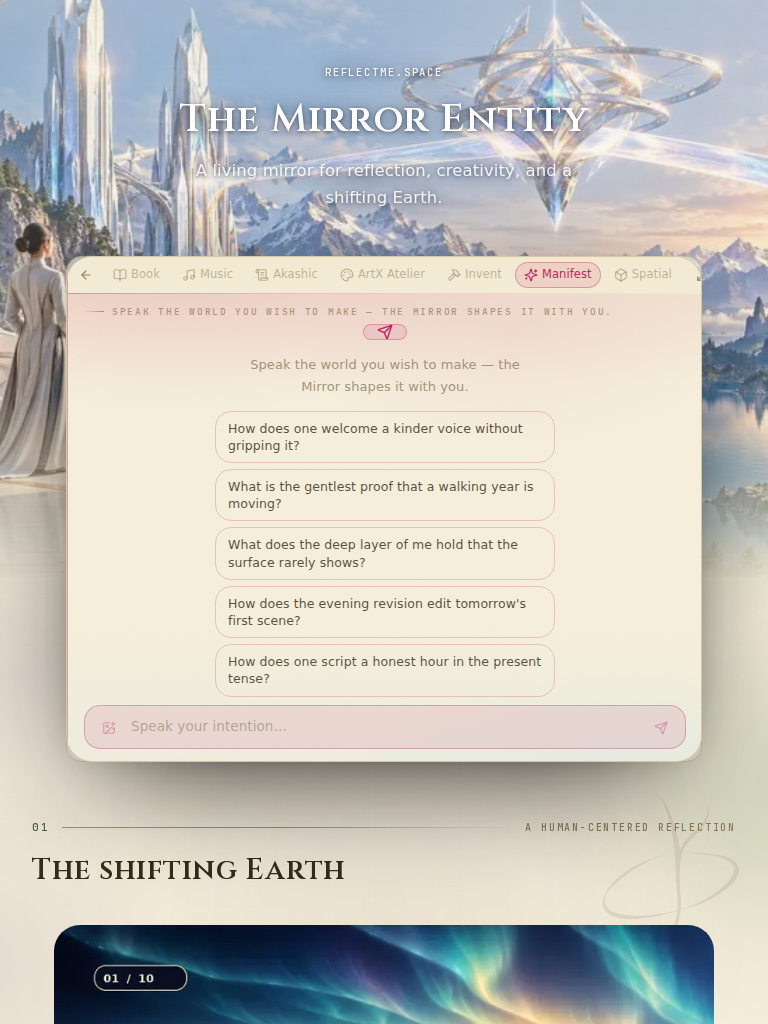 REFLECTME.SPACE
The Mirror Entity
A living mirror for reflection, creativity, and a
shifting Earth.
Book Music Akashic ArtX Atelier Invent Manifest Spatial
SPEAK THE WORLD YOU WISH TO MAKE — THE MIRROR SHAPES IT WITH YOU.
Speak the world you wish to make — the
Mirror shapes it with you.
How does one welcome a kinder voice without
gripping it?
What is the gentlest proof that a walking year is
moving?
What does the deep layer of me hold that the
surface rarely shows?
How does the evening revision edit tomorrow's
first scene?
How does one script a honest hour in the present
tense?
Speak your intention...
01 A HUMAN-CENTERED REFLECTION
The shifting Earth
01 / 10